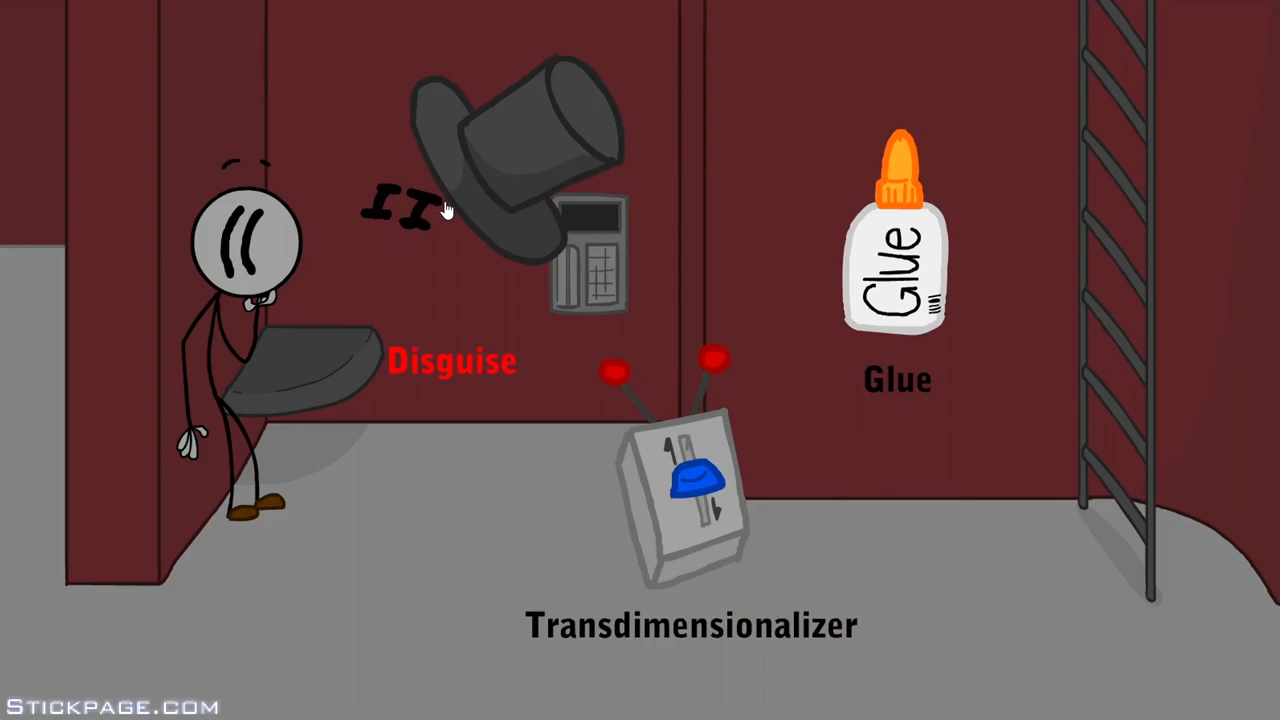 Glue
Disguise
Glue
Transdimensionalizer
STICKPAGE.COM